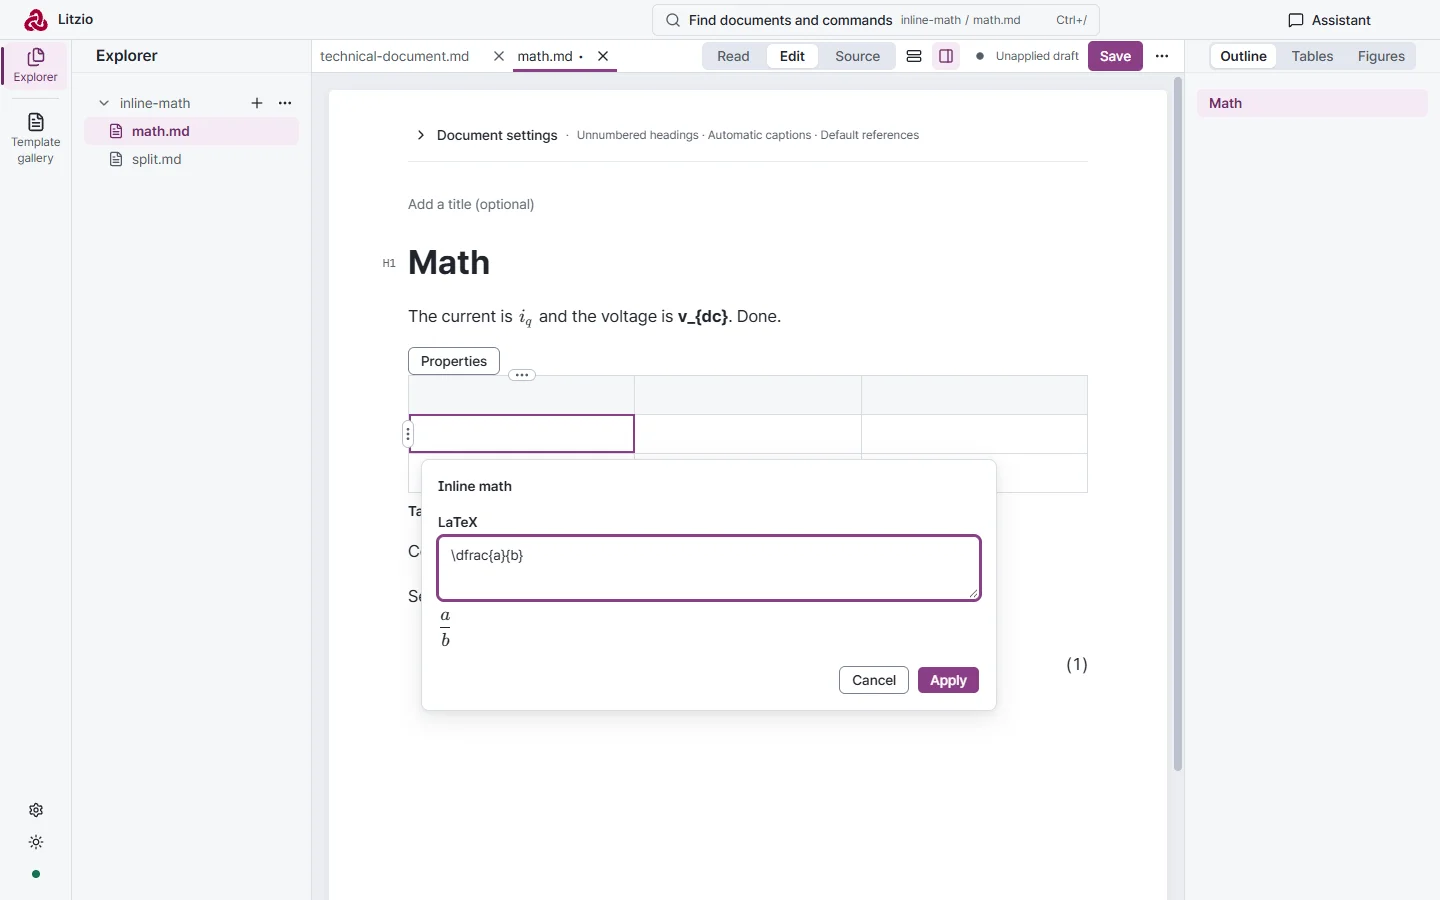 Litzio
Find documents and commands inline-math / math.md Ctrl+/
Assistant
Explorer
Template
gallery
Explorer
inline-math
math.md
split.md
technical-document.md
math.md •
Read Edit Source
Unapplied draft
Save
Outline Tables Figures
Math
Document settings · Unnumbered headings · Automatic captions · Default references
Add a title (optional)
H1 Math
The current is i_q and the voltage is v_{dc}. Done.
Properties
Inline math
LaTeX
\dfrac{a}{b}
a
b
Cancel Apply
(1)